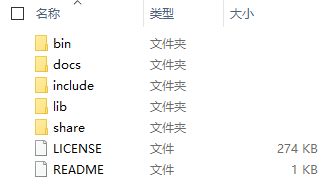 名称 类型 大小
bin 文件夹
docs 文件夹
include 文件夹
lib 文件夹
share 文件夹
LICENSE 文件 274 KB
README 文件 1 KB